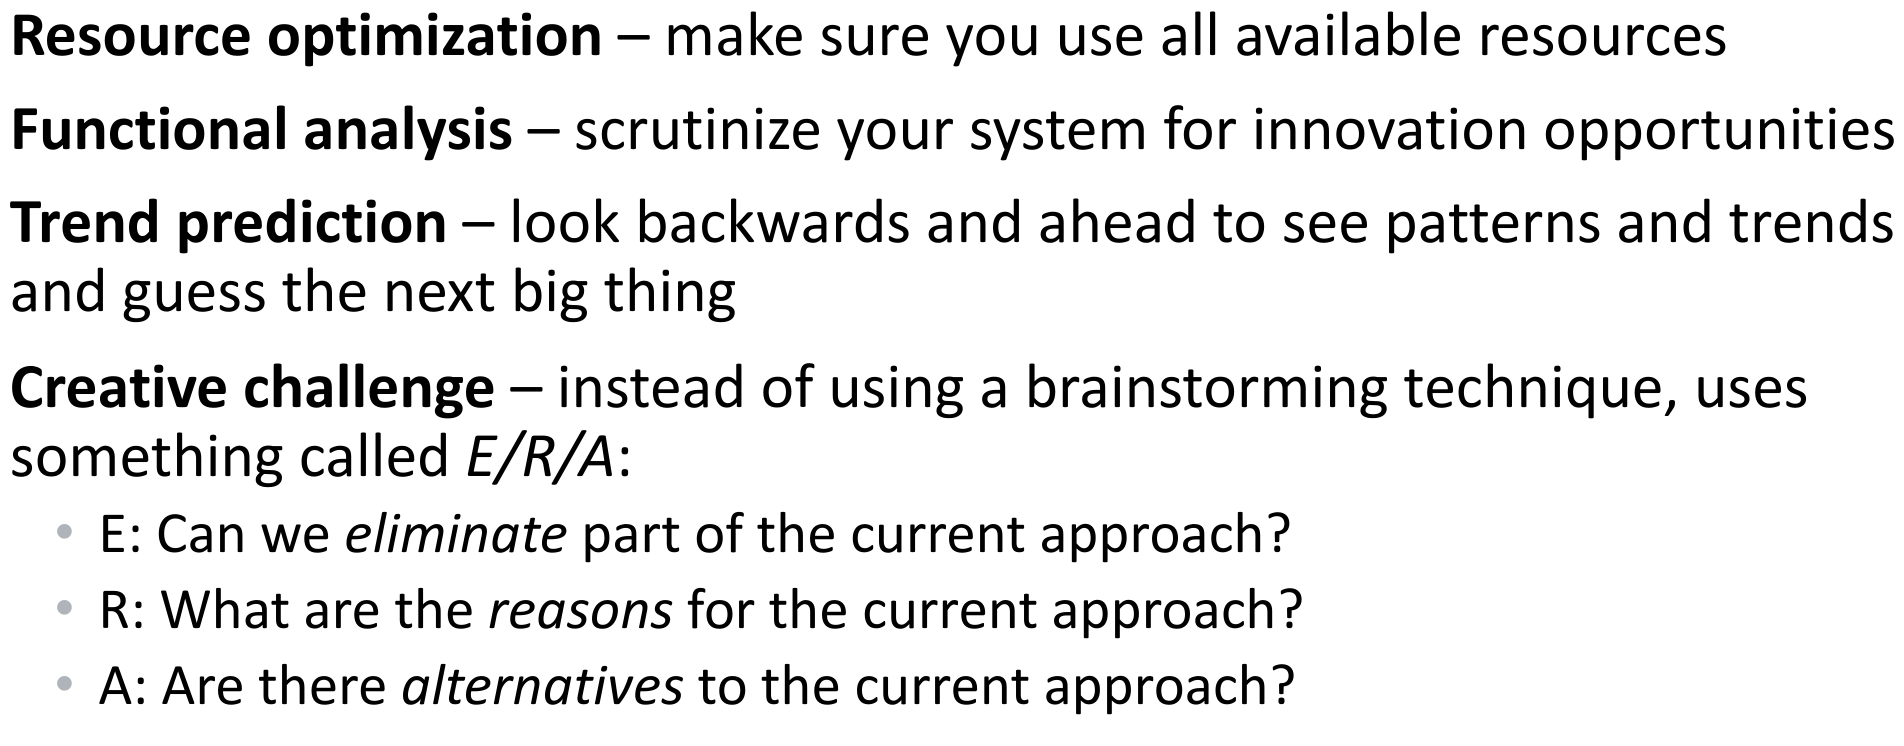 Resource optimization – make sure you use all available resources
Functional analysis – scrutinize your system for innovation opportunities
Trend prediction – look backwards and ahead to see patterns and trends
and guess the next big thing
Creative challenge – instead of using a brainstorming technique, uses
something called E/R/A:
• E: Can we eliminate part of the current approach?
• R: What are the reasons for the current approach?
• A: Are there alternatives to the current approach?